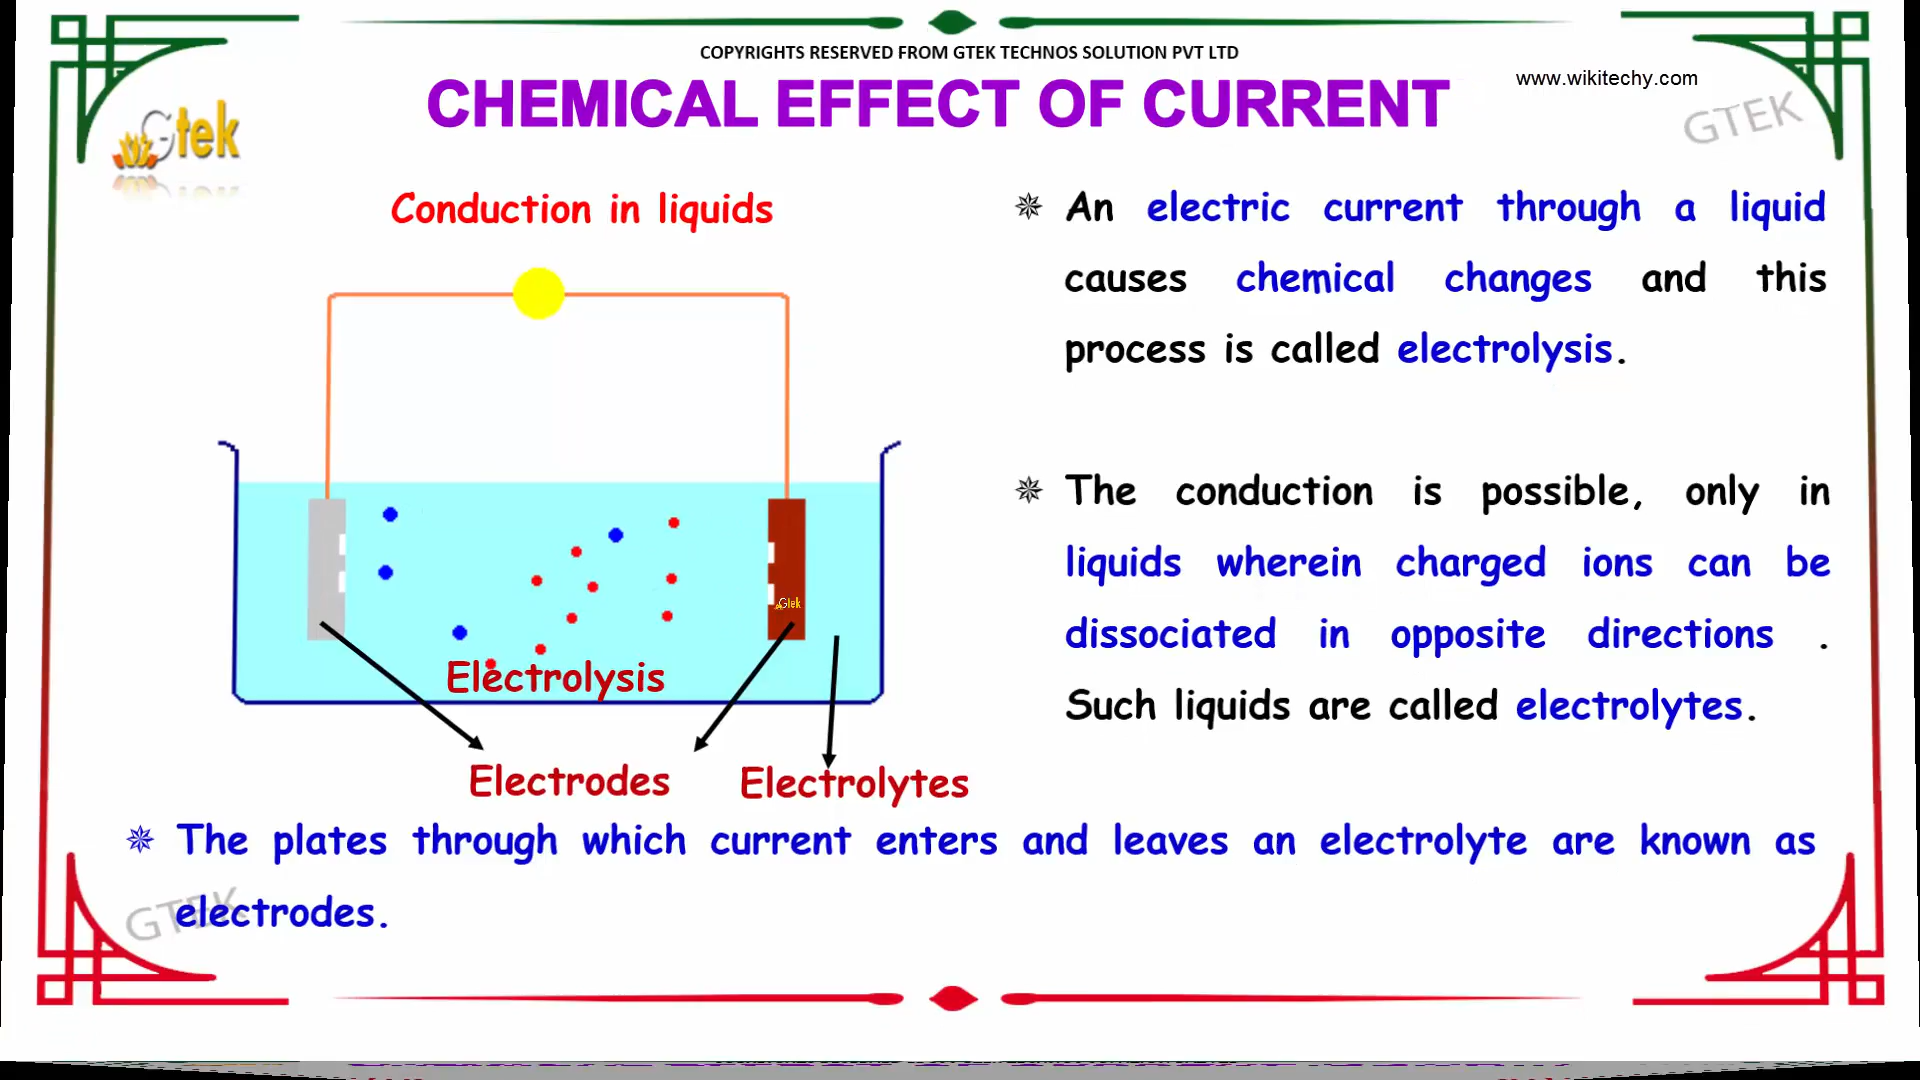 COPYRIGHTS RESERVED FROM GTEK TECHNOS SOLUTION PVT LTD
www.wikitechy.com
CHEMICAL EFFECT OF CURRENT
Gtek
GTEK
Conduction in liquids
An electric current through a liquid
causes chemical changes and this
process is called electrolysis.
The conduction is possible, only in
liquids wherein charged ions can be
dissociated in opposite directions .
Such liquids are called electrolytes.
Gtek
Electrolysis
Electrodes
Electrolytes
The plates through which current enters and leaves an electrolyte are known as
electrodes.
GTEK